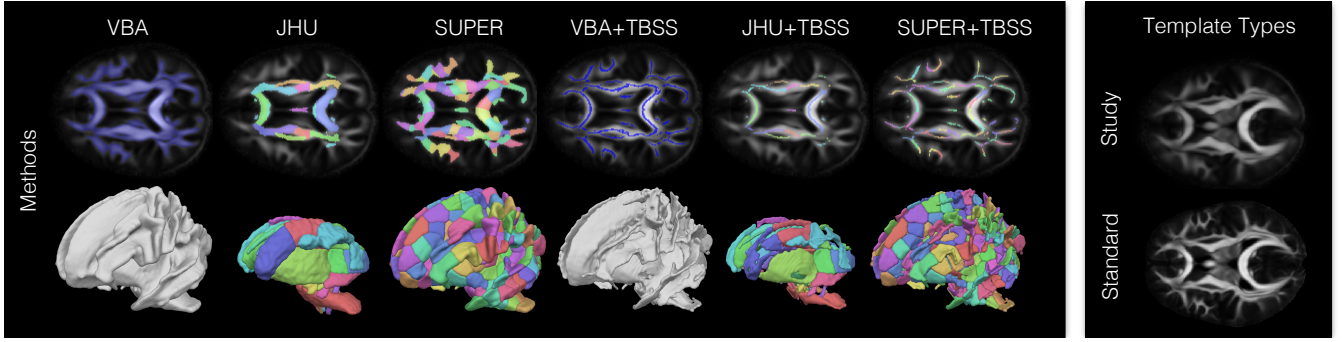 VBA
JHU
SUPER
VBA+TBSS
JHU+TBSS
SUPER+TBSS
Methods
Template Types
Study
Standard